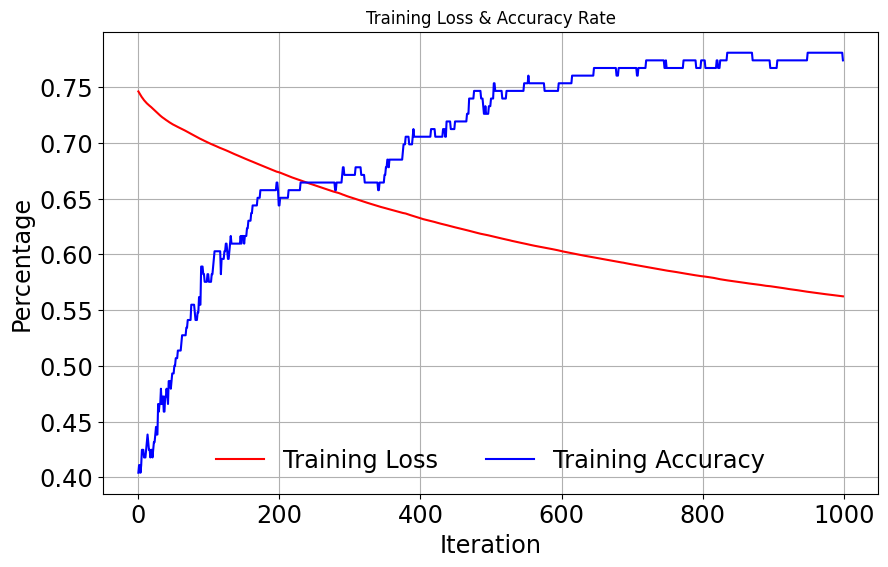 Training Loss & Accuracy Rate
Percentage
0.75
0.70
0.65
0.60
0.55
0.50
0.45
0.40
Training Loss Training Accuracy
0 200 400 600 800 1000
Iteration